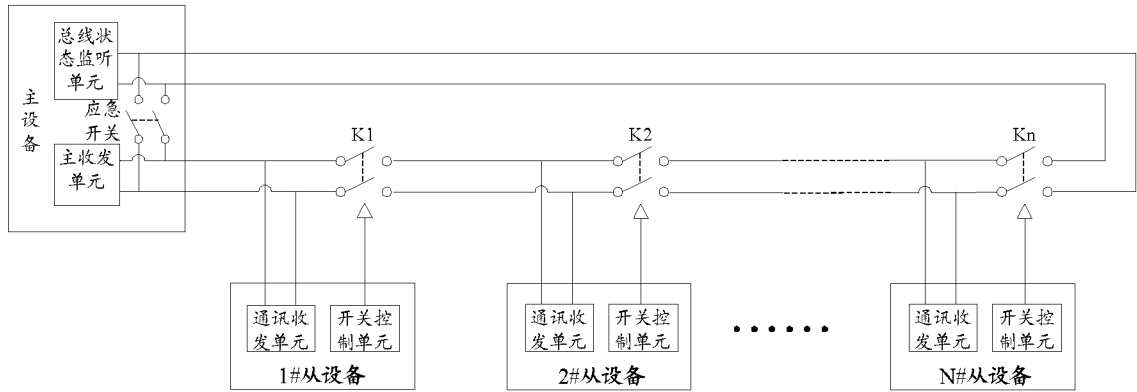 总线状
态监听
单元
主设备
应急
开关
主收发
单元
K1
K2
Kn
通讯收
发单元
开关控
制单元
1#从设备
通讯收
发单元
开关控
制单元
2#从设备
通讯收
发单元
开关控
制单元
N#从设备